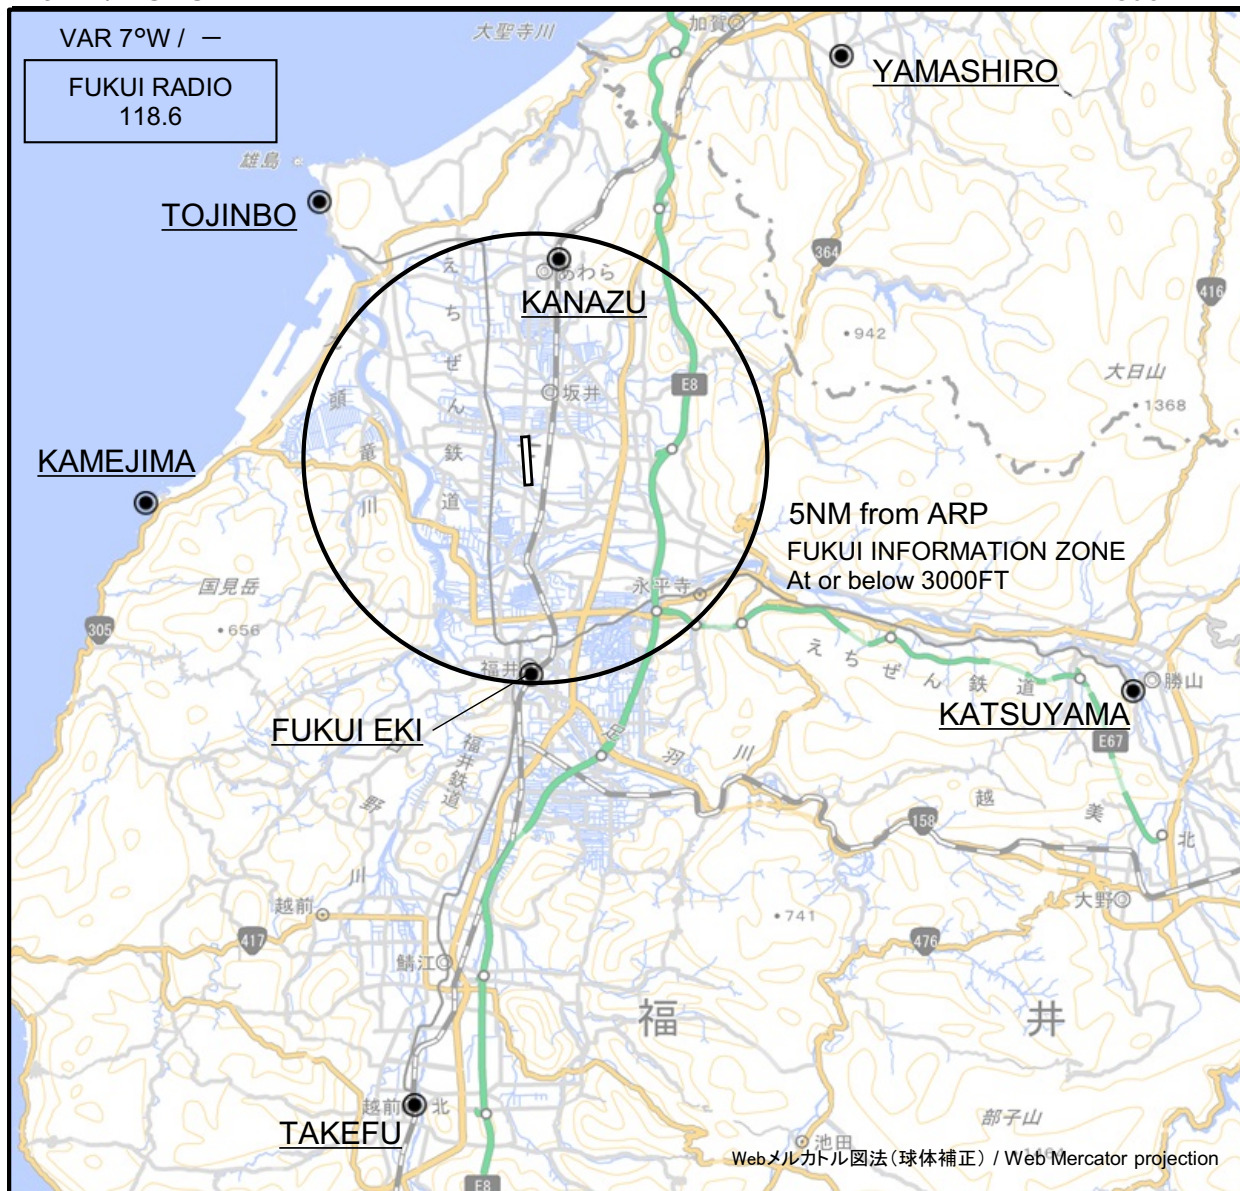 VAR 7°W / －
FUKUI RADIO
118.6
大聖寺川
加賀
YAMASHIRO
雄島
TOJINBO
364
416
あわら
KANAZU
えちぜん鉄道
942
大日山
1368
E8
坂井
九頭竜川
KAMEJIMA
5NM from ARP
FUKUI INFORMATION ZONE
At or below 3000FT
国見岳
656
305
永平寺
えちぜん鉄道
勝山
KATSUYAMA
E67
福井
FUKUI EKI
福井鉄道
日野川
足羽川
越美北
158
大野
越前
417
鯖江
741
476
福井
越前
北
TAKEFU
部子山
池田
1464
Webメルカトル図法（球体補正） / Web Mercator projection
E8